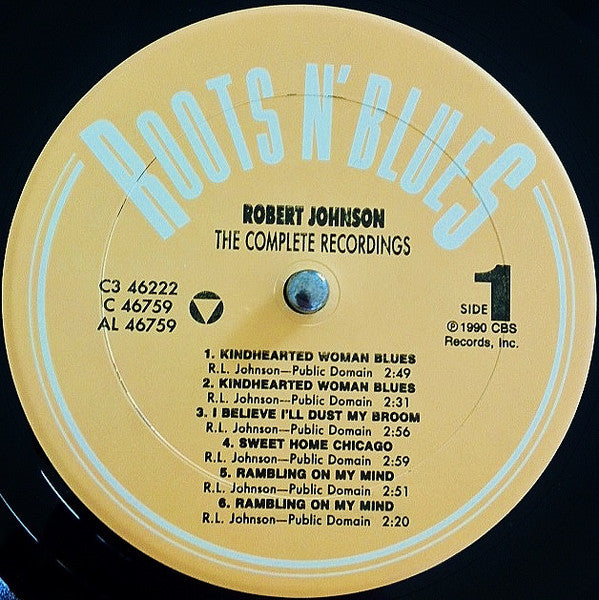 ROOTS N' BLUES
ROBERT JOHNSON
THE COMPLETE RECORDINGS
C3 46222
C 46759
AL 46759
SIDE 1
℗ 1990 CBS
Records, Inc.
1. KINDHEARTED WOMAN BLUES
R.L. Johnson—Public Domain 2:49
2. KINDHEARTED WOMAN BLUES
R.L. Johnson—Public Domain 2:31
3. I BELIEVE I'LL DUST MY BROOM
R.L. Johnson—Public Domain 2:56
4. SWEET HOME CHICAGO
R.L. Johnson—Public Domain 2:59
5. RAMBLING ON MY MIND
R.L. Johnson—Public Domain 2:51
6. RAMBLING ON MY MIND
R.L. Johnson—Public Domain 2:20